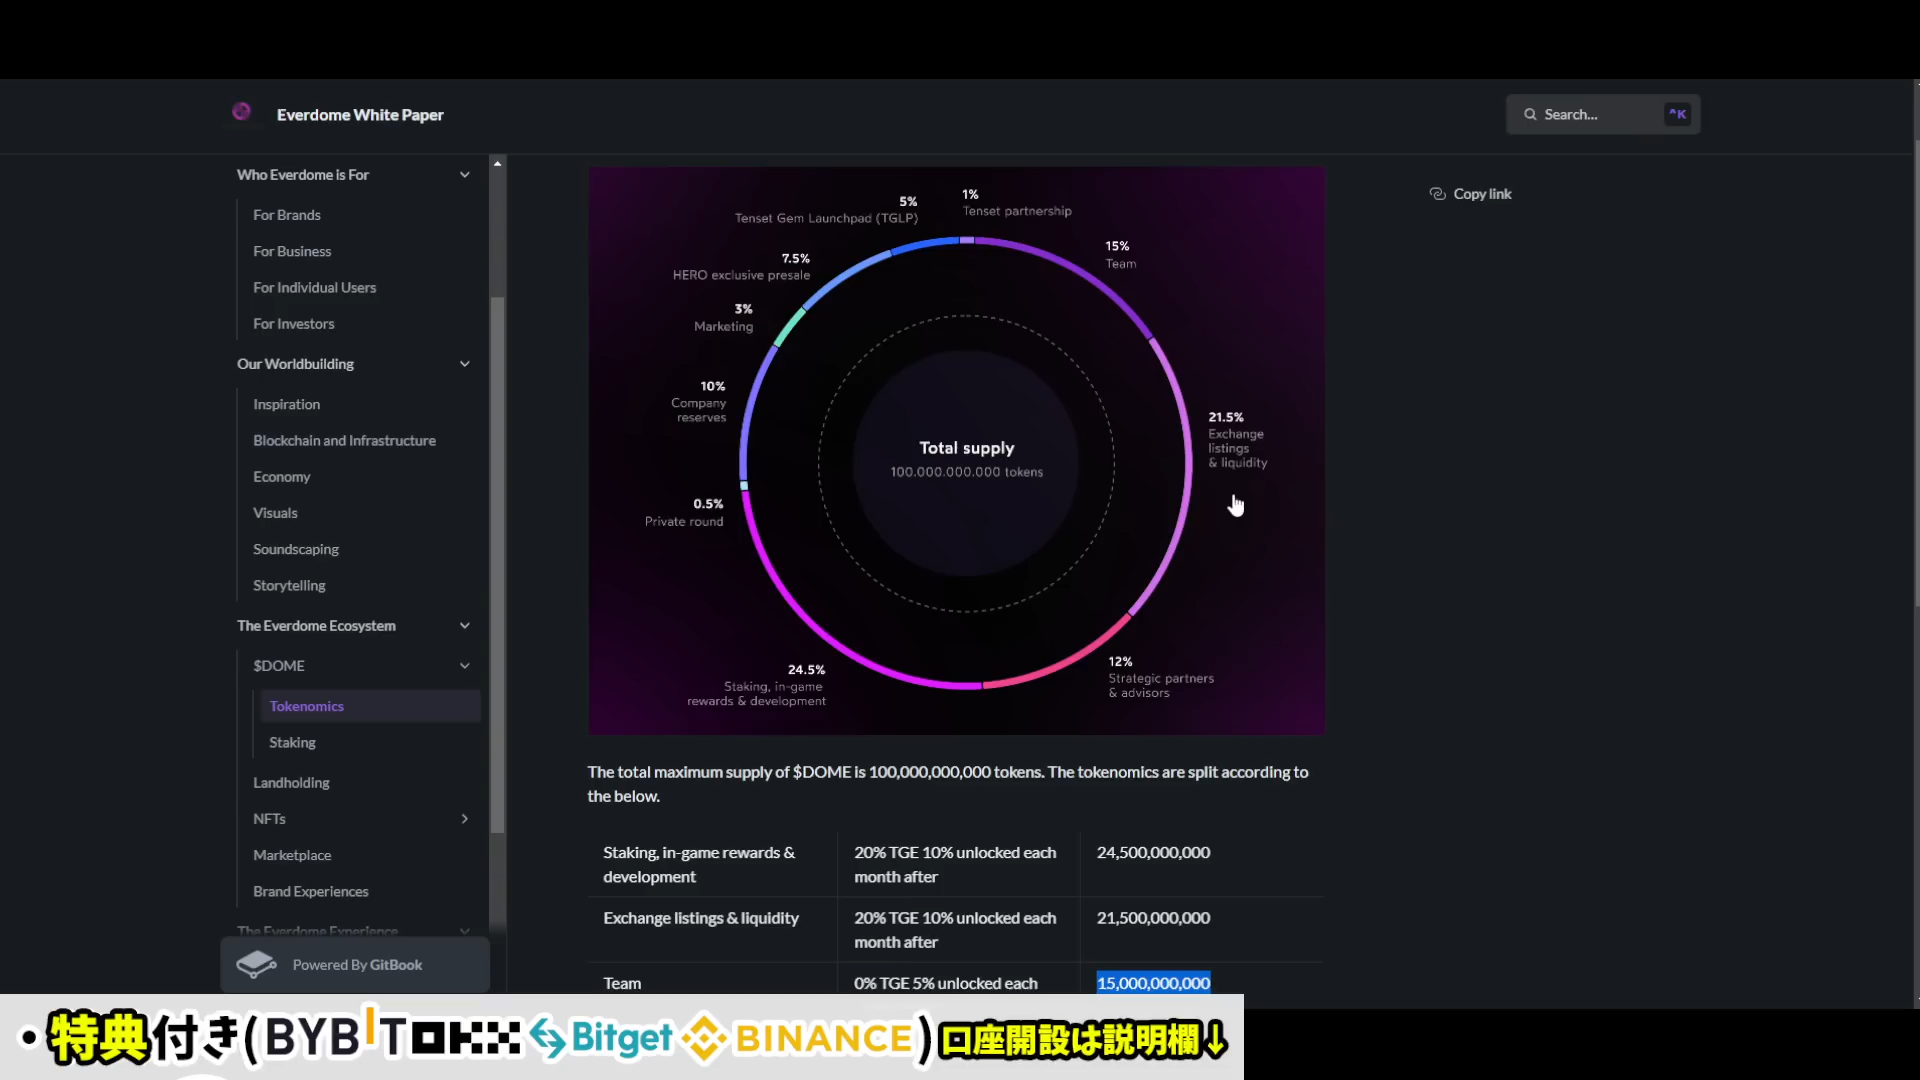 Everdome White Paper
Search...
^K
Who Everdome is For
For Brands
For Business
For Individual Users
For Investors
Our Worldbuilding
Inspiration
Blockchain and Infrastructure
Economy
Visuals
Soundscaping
Storytelling
The Everdome Ecosystem
$DOME
Tokenomics
Staking
Landholding
NFTs
Marketplace
Brand Experiences
The Everdome Experience
Powered By GitBook
Copy link
5%
Tenset Gem Launchpad (TGLP)
1%
Tenset partnership
15%
Team
7.5%
HERO exclusive presale
3%
Marketing
10%
Company
reserves
21.5%
Exchange
listings
& liquidity
Total supply
100.000.000.000 tokens
0.5%
Private round
24.5%
Staking, in-game
rewards & development
12%
Strategic partners
& advisors
The total maximum supply of $DOME is 100,000,000,000 tokens. The tokenomics are split according to
the below.
Staking, in-game rewards &
development
20% TGE 10% unlocked each
month after
24,500,000,000
Exchange listings & liquidity
20% TGE 10% unlocked each
month after
21,500,000,000
Team
0% TGE 5% unlocked each
15,000,000,000
・特典付き(BYBIT OKX Bitget BINANCE)口座開設は説明欄↓